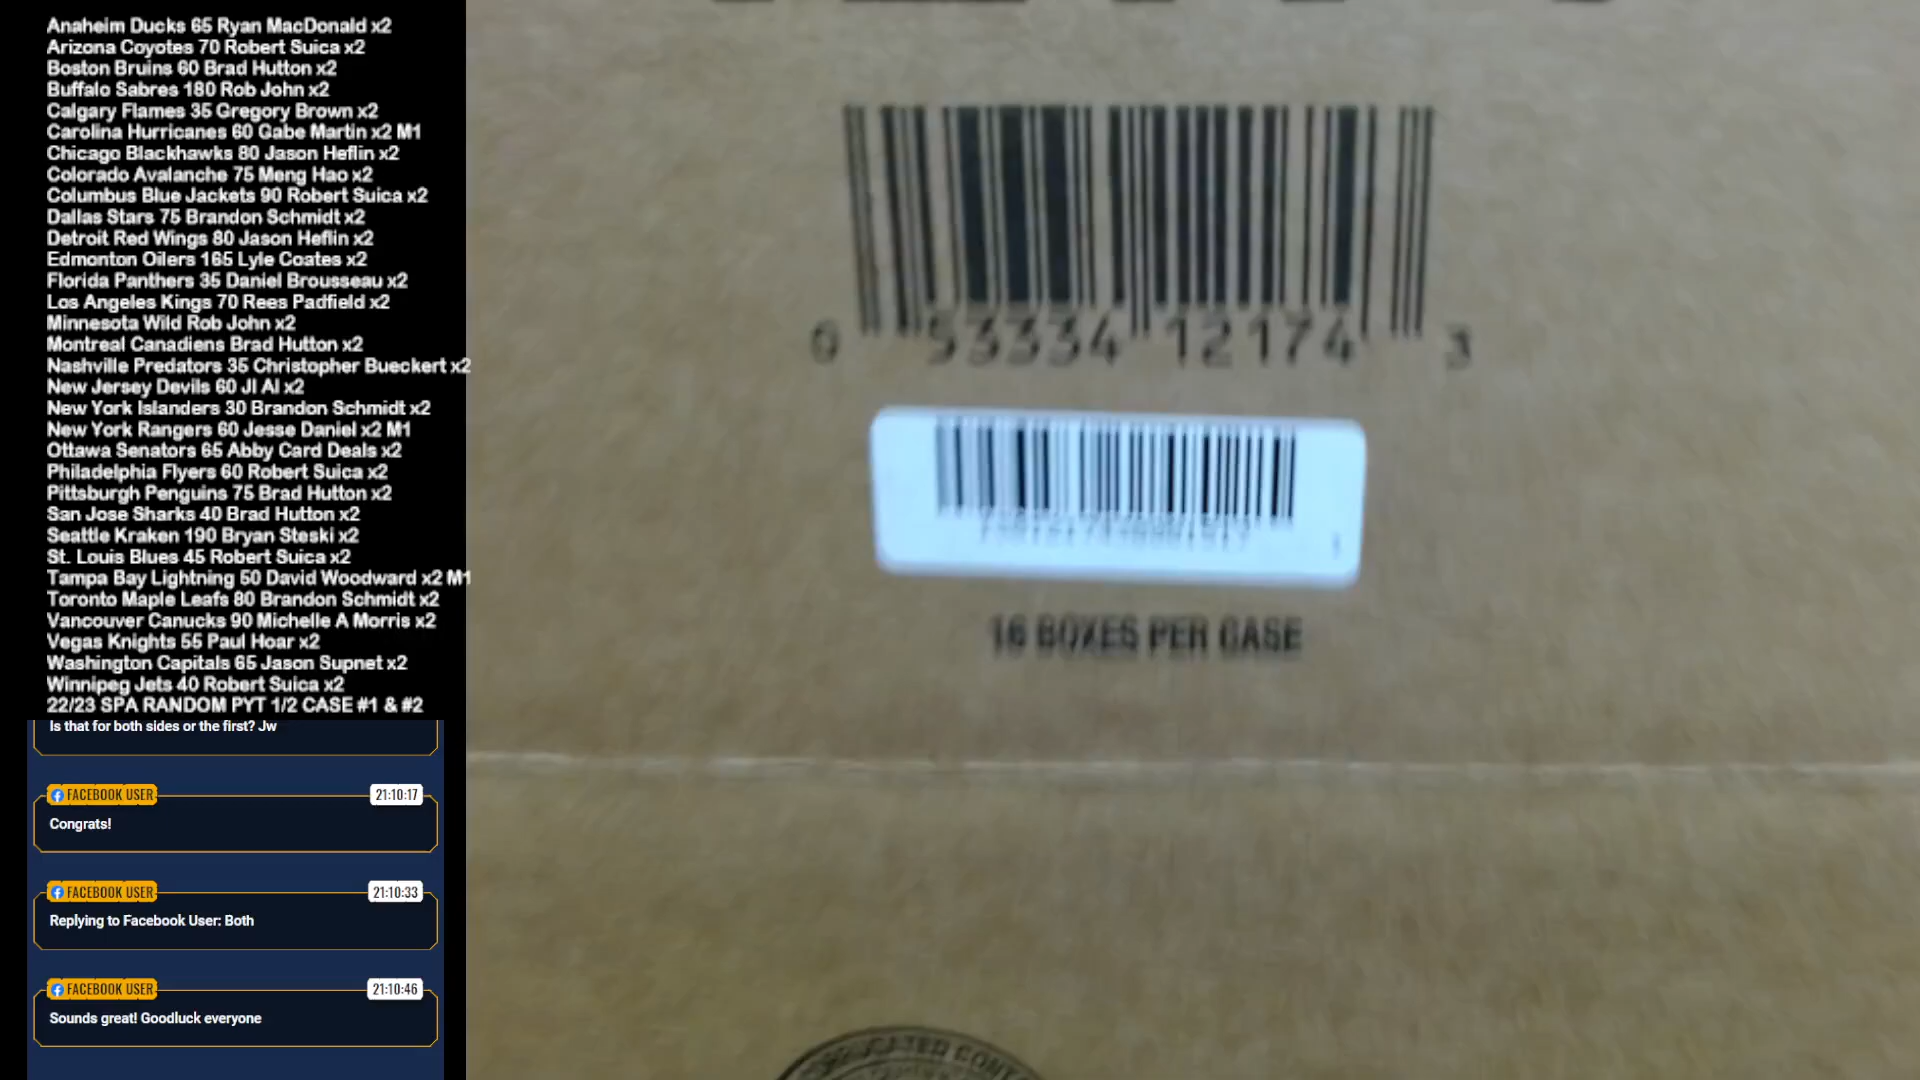 Anaheim Ducks 65 Ryan MacDonald x2
Arizona Coyotes 70 Robert Suica x2
Boston Bruins 60 Brad Hutton x2
Buffalo Sabres 180 Rob John x2
Calgary Flames 35 Gregory Brown x2
Carolina Hurricanes 60 Gabe Martin x2 M1
Chicago Blackhawks 80 Jason Heflin x2
Colorado Avalanche 75 Meng Hao x2
Columbus Blue Jackets 90 Robert Suica x2
Dallas Stars 75 Brandon Schmidt x2
Detroit Red Wings 80 Jason Heflin x2
Edmonton Oilers 165 Lyle Coates x2
Florida Panthers 35 Daniel Brousseau x2
Los Angeles Kings 70 Rees Padfield x2
Minnesota Wild Rob John x2
Montreal Canadiens Brad Hutton x2
Nashville Predators 35 Christopher Bueckert x2
New Jersey Devils 60 JI AI x2
New York Islanders 30 Brandon Schmidt x2
New York Rangers 60 Jesse Daniel x2 M1
Ottawa Senators 65 Abby Card Deals x2
Philadelphia Flyers 60 Robert Suica x2
Pittsburgh Penguins 75 Brad Hutton x2
San Jose Sharks 40 Brad Hutton x2
Seattle Kraken 190 Bryan Steski x2
St. Louis Blues 45 Robert Suica x2
Tampa Bay Lightning 50 David Woodward x2 M1
Toronto Maple Leafs 80 Brandon Schmidt x2
Vancouver Canucks 90 Michelle A Morris x2
Vegas Knights 55 Paul Hoar x2
Washington Capitals 65 Jason Supnet x2
Winnipeg Jets 40 Robert Suica x2
22/23 SPA RANDOM PYT 1/2 CASE #1 & #2
Is that for both sides or the first? Jw
FACEBOOK USER 21:10:17
Congrats!
FACEBOOK USER 21:10:33
Replying to Facebook User: Both
FACEBOOK USER 21:10:46
Sounds great! Goodluck everyone
0 53334 12174 3
16 BOXES PER CASE